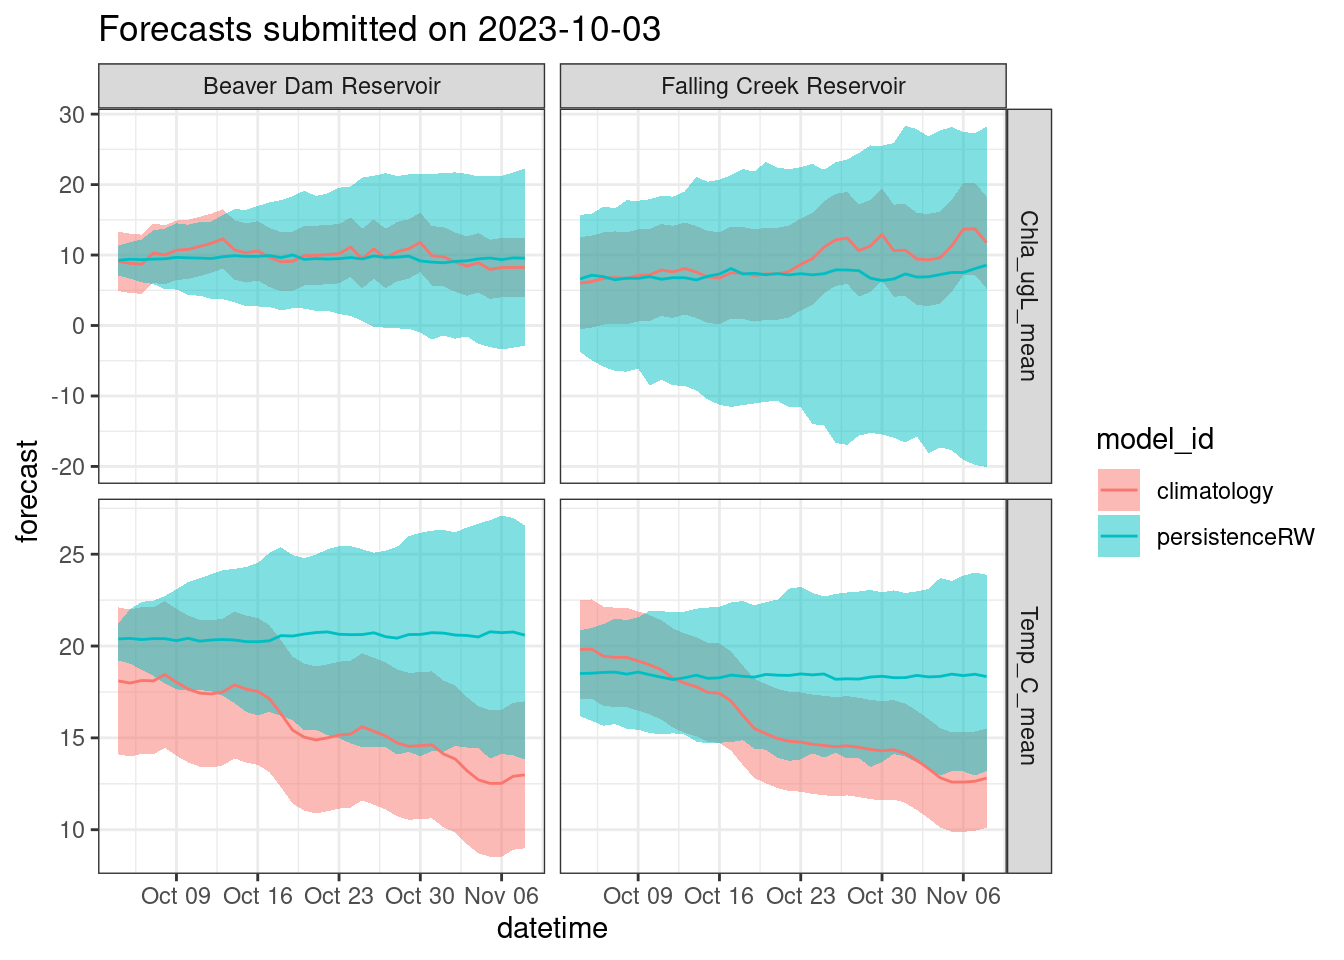 Forecasts submitted on 2023-10-03
Beaver Dam Reservoir
Falling Creek Reservoir
30
20
10
0
-10
-20
Chla_ugL_mean
forecast
25
20
15
10
Temp_C_mean
Oct 09 Oct 16 Oct 23 Oct 30 Nov 06
Oct 09 Oct 16 Oct 23 Oct 30 Nov 06
datetime
model_id
climatology
persistenceRW